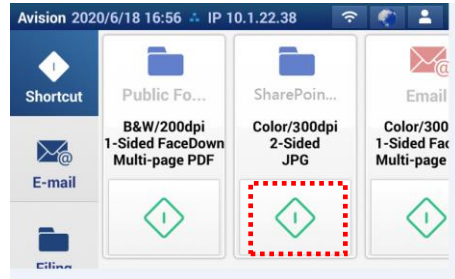 Avision 2020/6/18 16:56 IP 10.1.22.38
Shortcut
E-mail
Filing
Public Fo...
B&W/200dpi
1-Sided FaceDown
Multi-page PDF
SharePoin...
Color/300dpi
2-Sided
JPG
Email
Color/300
1-Sided Fac
Multi-page